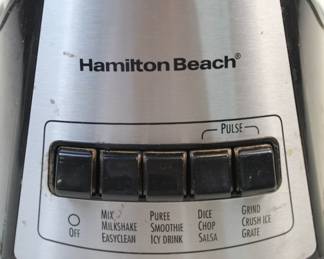 Hamilton Beach®
PULSE
OFF
MIX
MILKSHAKE
EASYCLEAN
PUREE
SMOOTHIE
ICY DRINK
DICE
CHOP
SALSA
GRIND
CRUSH ICE
GRATE